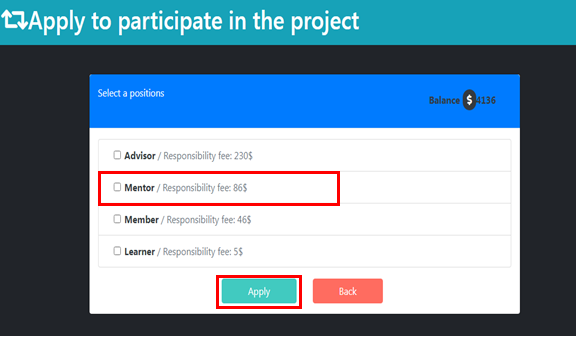 Apply to participate in the project
Select a positions
Balance $ 4136
Advisor / Responsibility fee: 230$
Mentor / Responsibility fee: 86$
Member / Responsibility fee: 46$
Learner / Responsibility fee: 5$
Apply Back